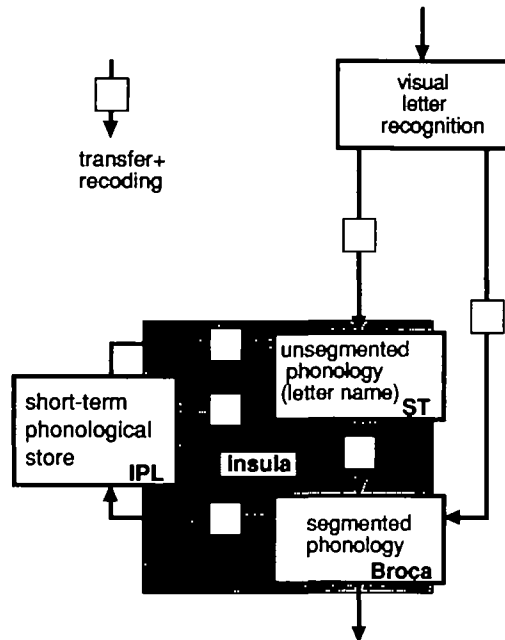 visual
letter
recognition
transfer+
recoding
unsegmented
phonology
(letter name)
ST
short-term
phonological
store
IPL
insula
segmented
phonology
Broca